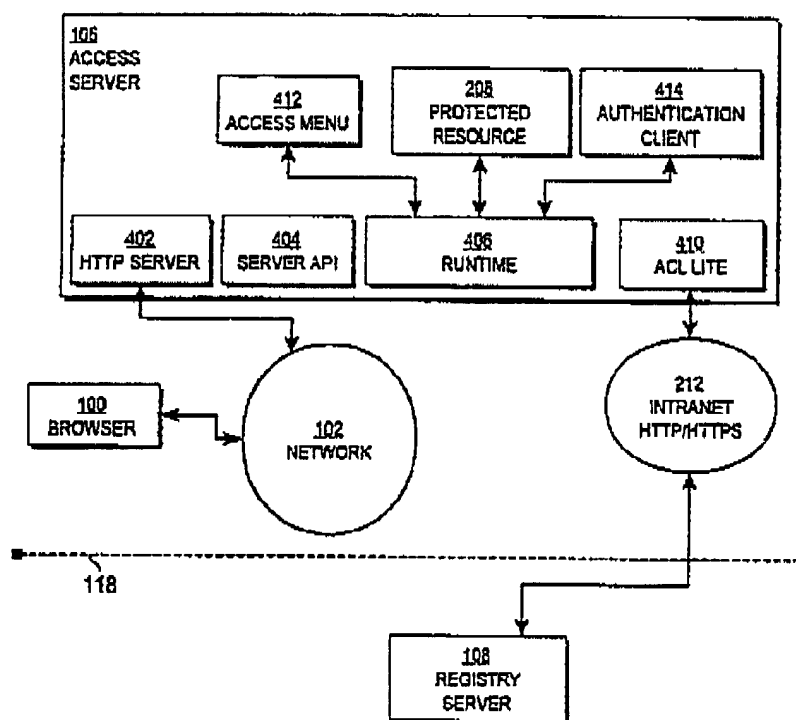 106
ACCESS
SERVER
412
ACCESS MENU
208
PROTECTED
RESOURCE
414
AUTHENTICATION
CLIENT
402
HTTP SERVER
404
SERVER API
406
RUNTIME
410
ACL LITE
100
BROWSER
102
NETWORK
212
INTRANET
HTTP/HTTPS
118
108
REGISTRY
SERVER